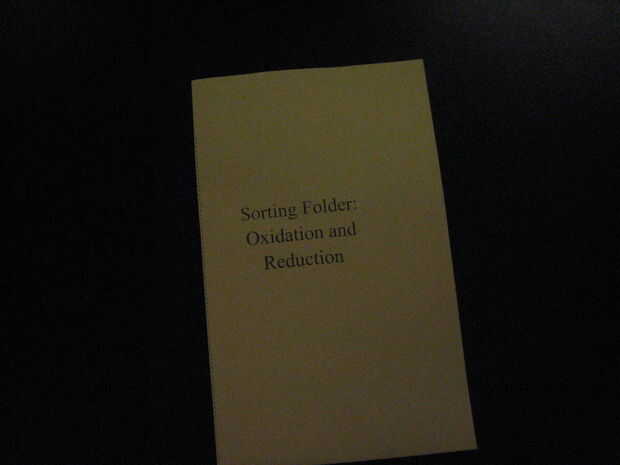 Sorting Folder:
Oxidation and
Reduction